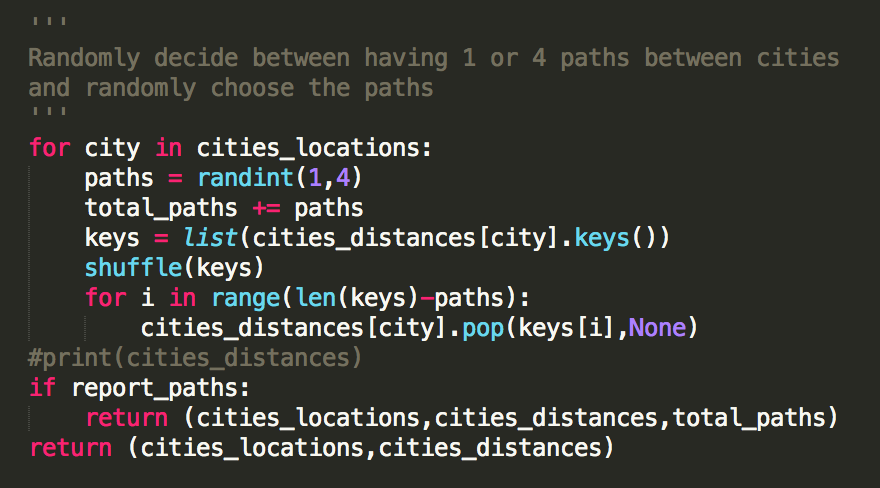 '''
Randomly decide between having 1 or 4 paths between cities
and randomly choose the paths
'''
for city in cities_locations:
    paths = randint(1,4)
    total_paths += paths
    keys = list(cities_distances[city].keys())
    shuffle(keys)
    for i in range(len(keys)-paths):
        cities_distances[city].pop(keys[i],None)
#print(cities_distances)
if report_paths:
    return (cities_locations,cities_distances,total_paths)
return (cities_locations,cities_distances)